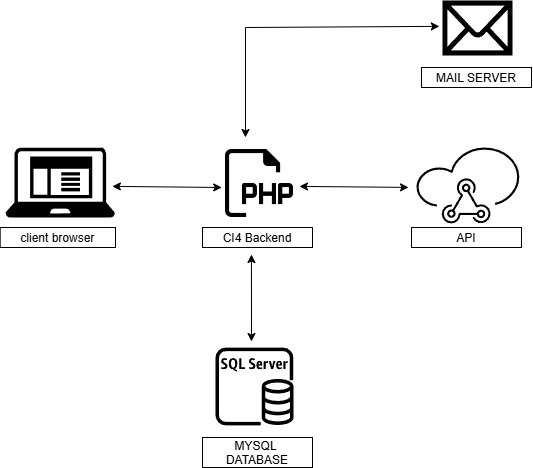 MAIL SERVER
PHP
client browser
CI4 Backend
API
SQL Server
MYSQL
DATABASE